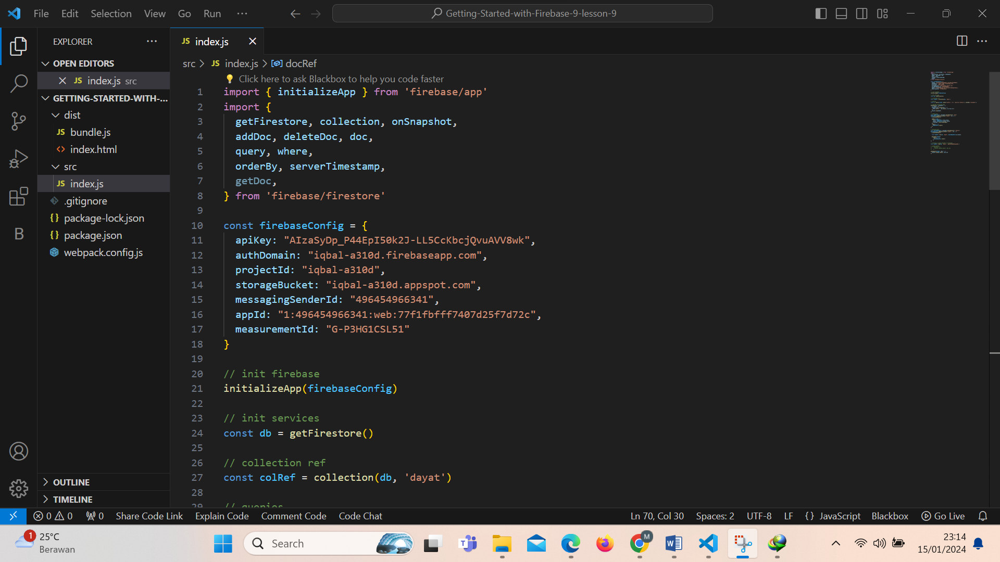 File Edit Selection View Go Run ··· Getting-Started-with-Firebase-9-lesson-9
EXPLORER
OPEN EDITORS
JS index.js src
GETTING-STARTED-WITH-...
dist
JS bundle.js
<> index.html
src
JS index.js
.gitignore
{} package-lock.json
{} package.json
webpack.config.js
OUTLINE
TIMELINE
JS index.js
src > JS index.js > docRef
Click here to ask Blackbox to help you code faster
1 import { initializeApp } from 'firebase/app'
2 import {
3 getFirestore, collection, onSnapshot,
4 addDoc, deleteDoc, doc,
5 query, where,
6 orderBy, serverTimestamp,
7 getDoc,
8 } from 'firebase/firestore'
9
10 const firebaseConfig = {
11 apiKey: "AIzaSyDp_P44EpI50k2J-LL5CcKbcjQvuAVV8wk",
12 authDomain: "iqbal-a310d.firebaseapp.com",
13 projectId: "iqbal-a310d",
14 storageBucket: "iqbal-a310d.appspot.com",
15 messagingSenderId: "496454966341",
16 appId: "1:496454966341:web:77f1fbfff7407d25f7d72c",
17 measurementId: "G-P3HG1CSL51"
18 }
19
20 // init firebase
21 initializeApp(firebaseConfig)
22
23 // init services
24 const db = getFirestore()
25
26 // collection ref
27 const colRef = collection(db, 'dayat')
28
29 // queries
0 0 0 Share Code Link Explain Code Comment Code Code Chat Ln 70, Col 30 Spaces: 2 UTF-8 LF {} JavaScript Blackbox Go Live
1 25°C
Berawan
Search
M
23:14
15/01/2024